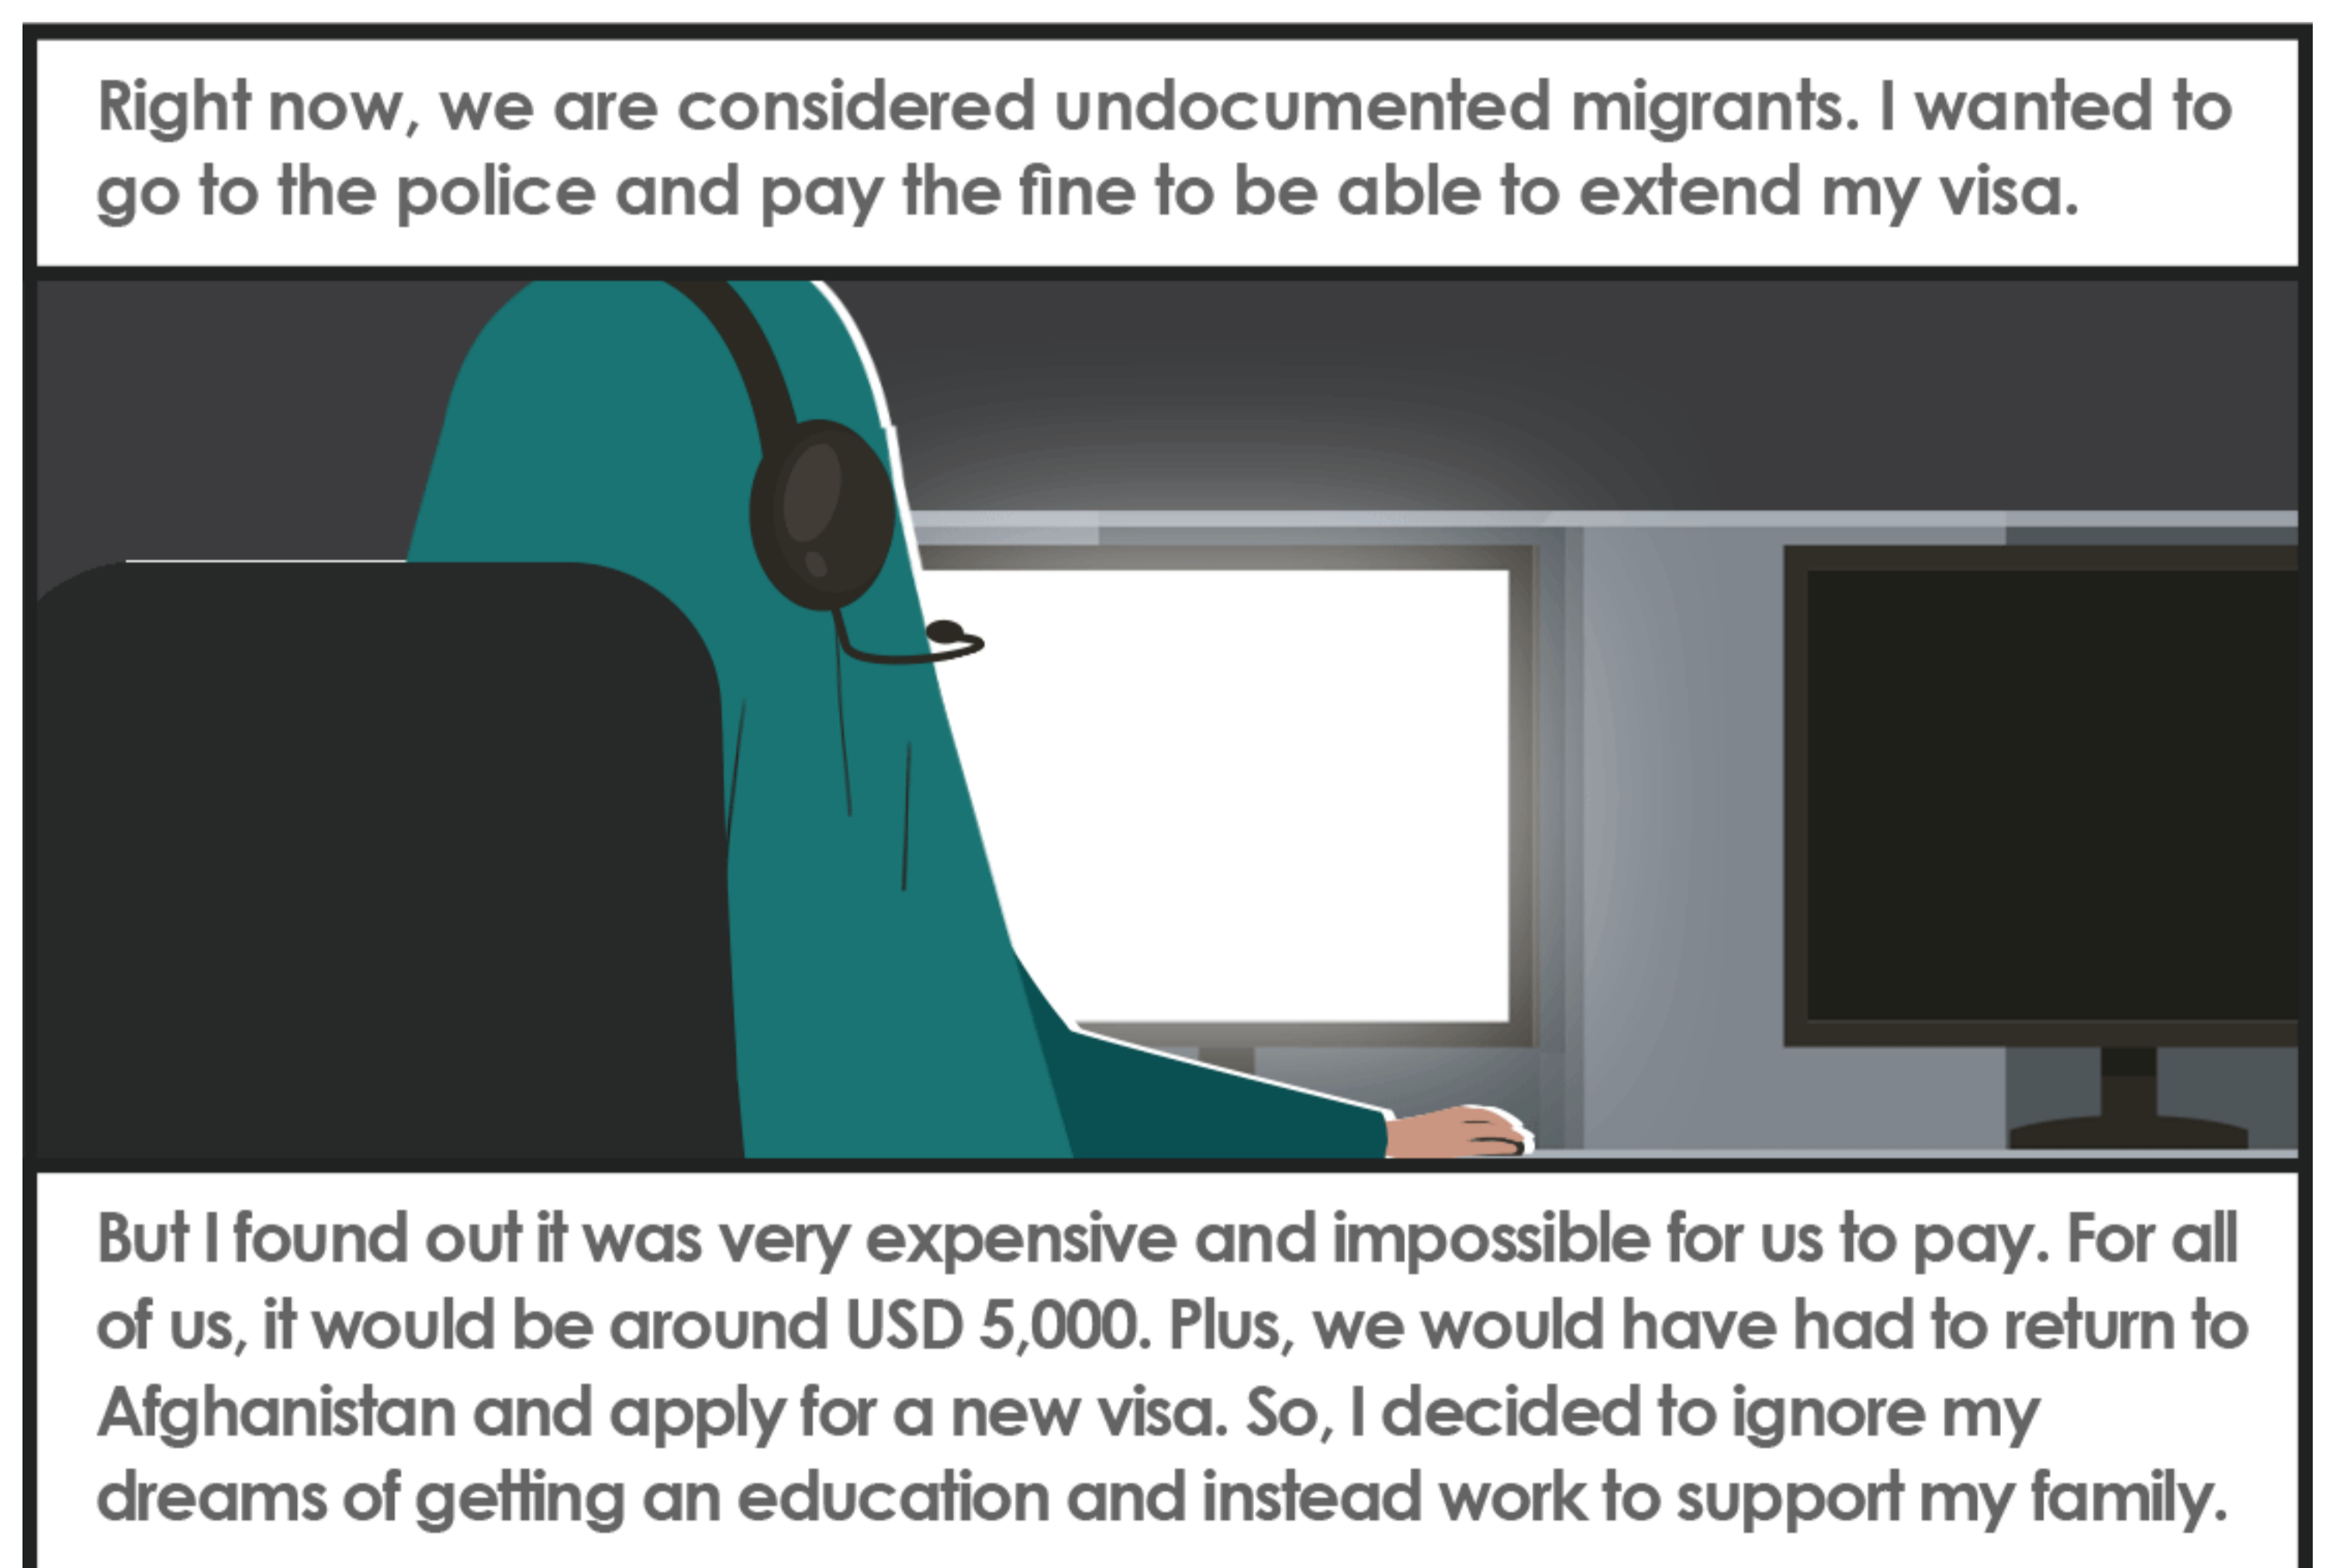 Right now, we are considered undocumented migrants. I wanted to
go to the police and pay the fine to be able to extend my visa.
But I found out it was very expensive and impossible for us to pay. For all
of us, it would be around USD 5,000. Plus, we would have had to return to
Afghanistan and apply for a new visa. So, I decided to ignore my
dreams of getting an education and instead work to support my family.